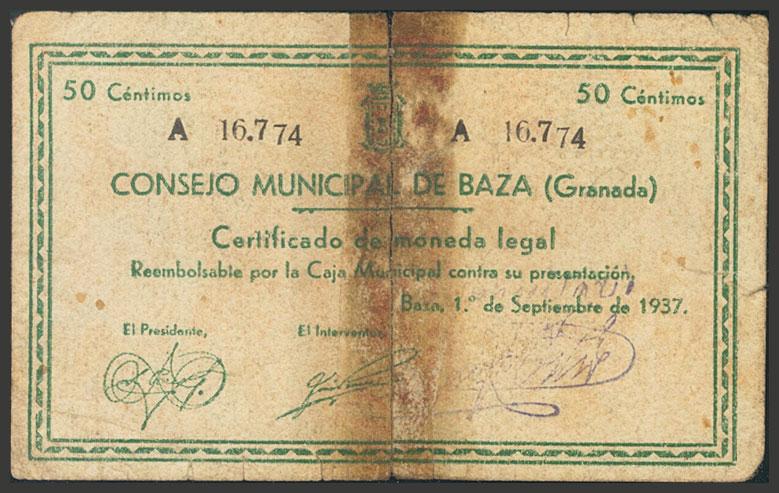 50 Céntimos 50 Céntimos
A 16.774 A 16.774
CONSEJO MUNICIPAL DE BAZA (Granada)
Certificado de moneda legal
Reembolsable por la Caja Municipal contra su presentación.
Baza, 1.º de Septiembre de 1937.
El Presidente, El Interventor,